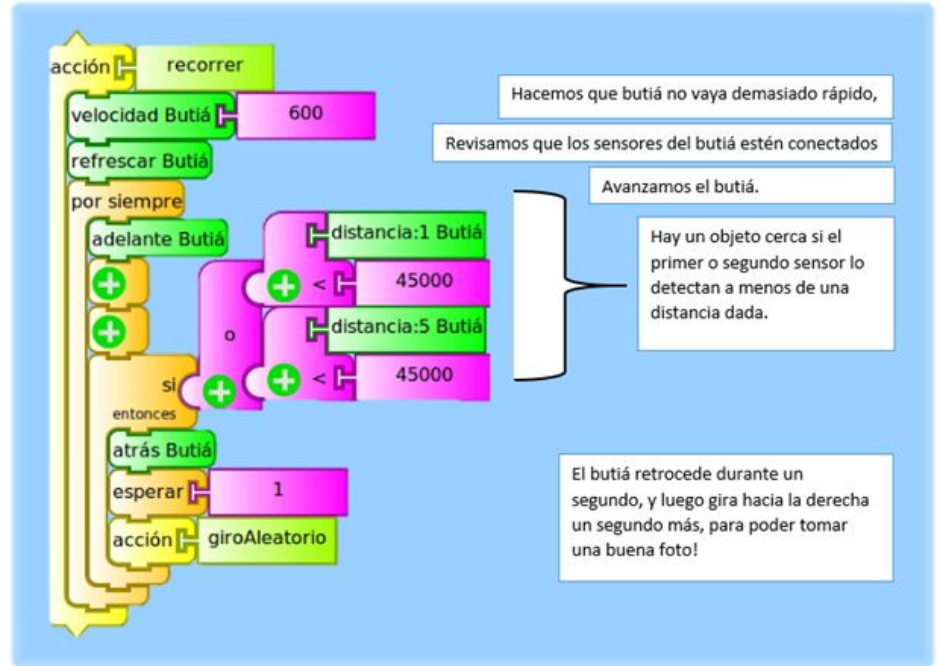 acción recorrer
velocidad Butiá 600
Hacemos que butiá no vaya demasiado rápido,
refrescar Butiá
Revisamos que los sensores del butiá estén conectados
por siempre
Avanzamos el butiá.
adelante Butiá
distancia:1 Butiá
< 45000
o
distancia:5 Butiá
< 45000
Hay un objeto cerca si el
primer o segundo sensor lo
detectan a menos de una
distancia dada.
si
entonces
atrás Butiá
esperar 1
acción giroAleatorio
El butiá retrocede durante un
segundo, y luego gira hacia la derecha
un segundo más, para poder tomar
una buena foto!